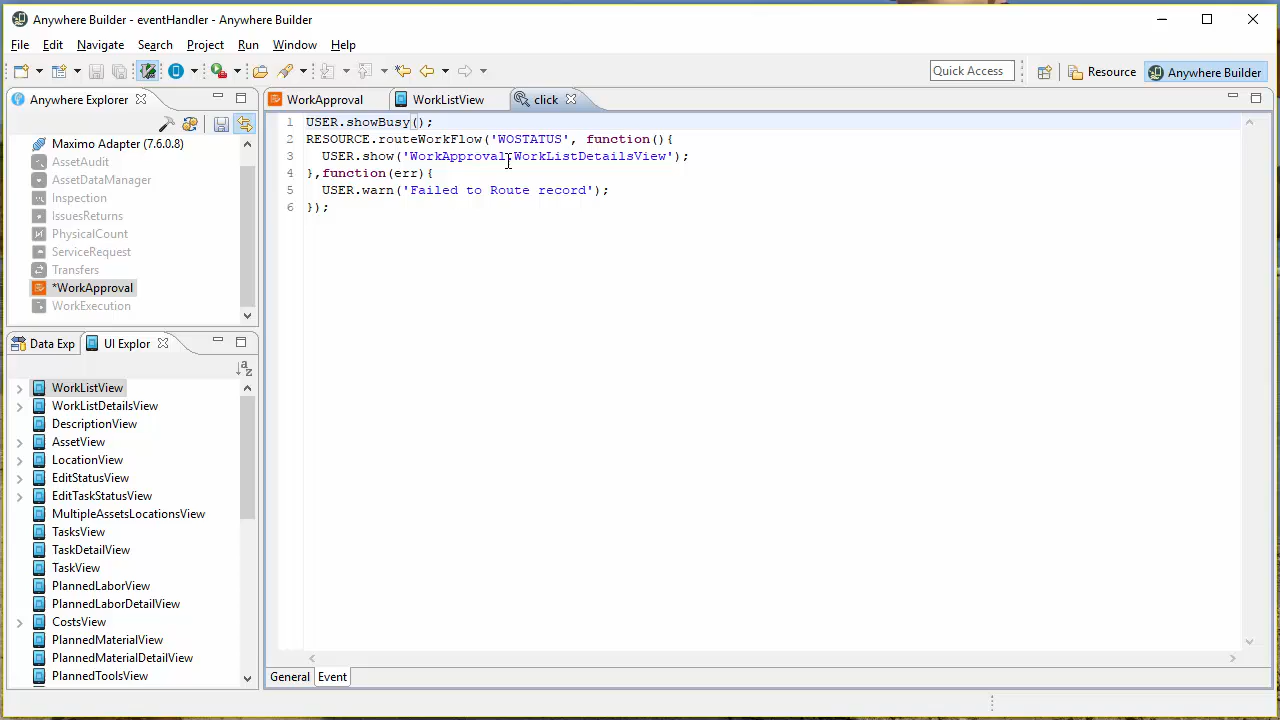 Anywhere Builder - eventHandler - Anywhere Builder
File Edit Navigate Search Project Run Window Help
Quick Access
Resource
Anywhere Builder
Anywhere Explorer
WorkApproval
WorkListView
click
Maximo Adapter (7.6.0.8)
AssetAudit
AssetDataManager
Inspection
IssuesReturns
PhysicalCount
ServiceRequest
Transfers
*WorkApproval
WorkExecution
Data Exp
UI Explor
WorkListView
WorkListDetailsView
DescriptionView
AssetView
LocationView
EditStatusView
EditTaskStatusView
MultipleAssetsLocationsView
TasksView
TaskDetailView
TaskView
PlannedLaborView
PlannedLaborDetailView
CostsView
PlannedMaterialView
PlannedMaterialDetailView
PlannedToolsView
1 USER.showBusy();
2 RESOURCE.routeWorkFlow('WOSTATUS', function(){
3 USER.show('WorkApproval.WorkListDetailsView');
4 },function(err){
5 USER.warn('Failed to Route record');
6 });
General Event